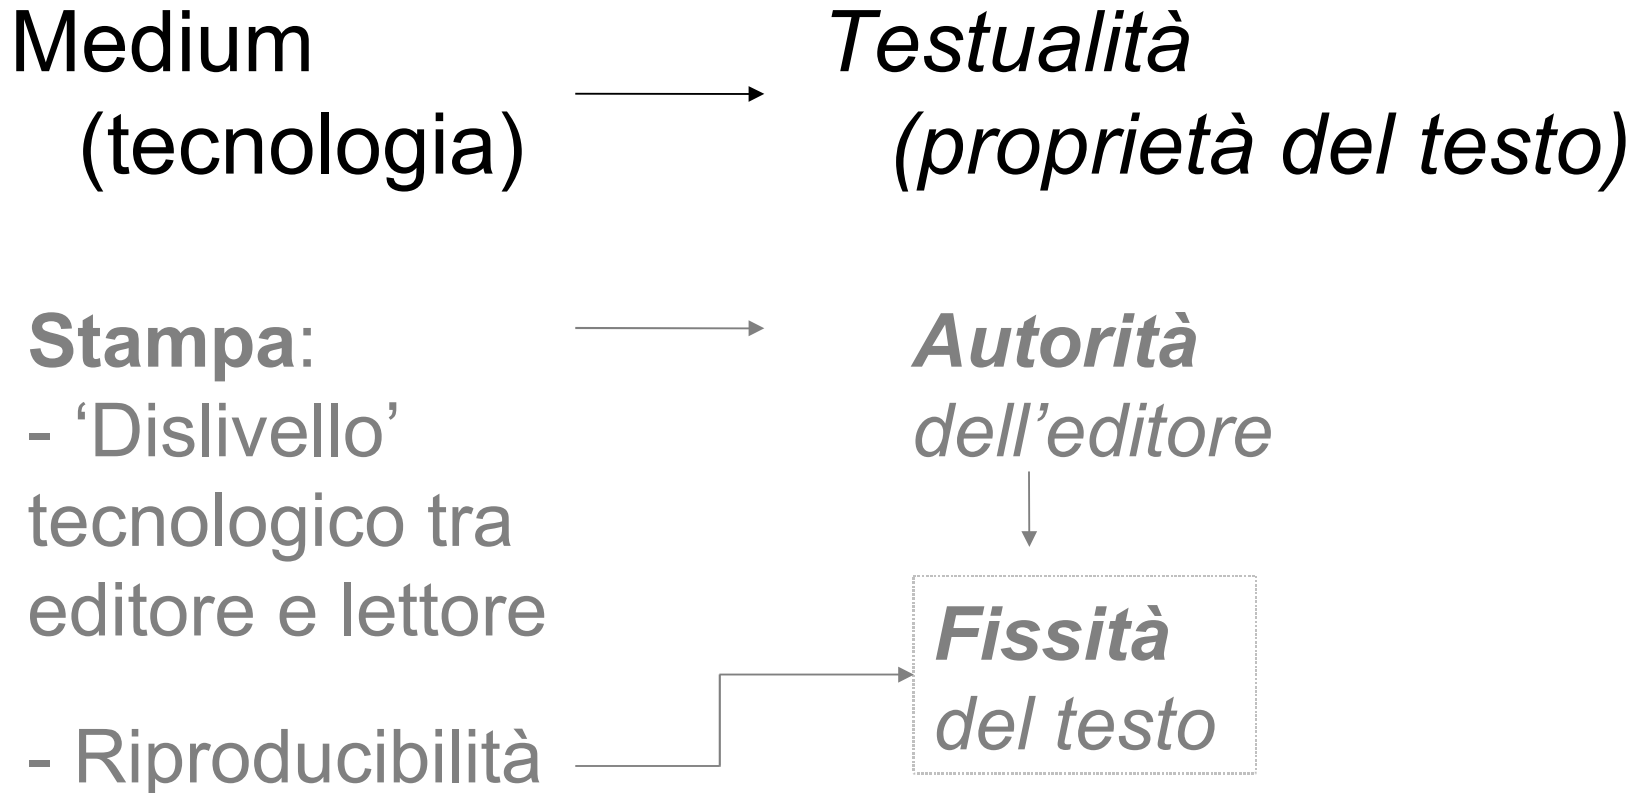 Medium
(tecnologia)
Testualità
(proprietà del testo)
Stampa:
- ‘Dislivello’
tecnologico tra
editore e lettore
- Riproducibilità
Autorità
dell’editore
Fissità
del testo